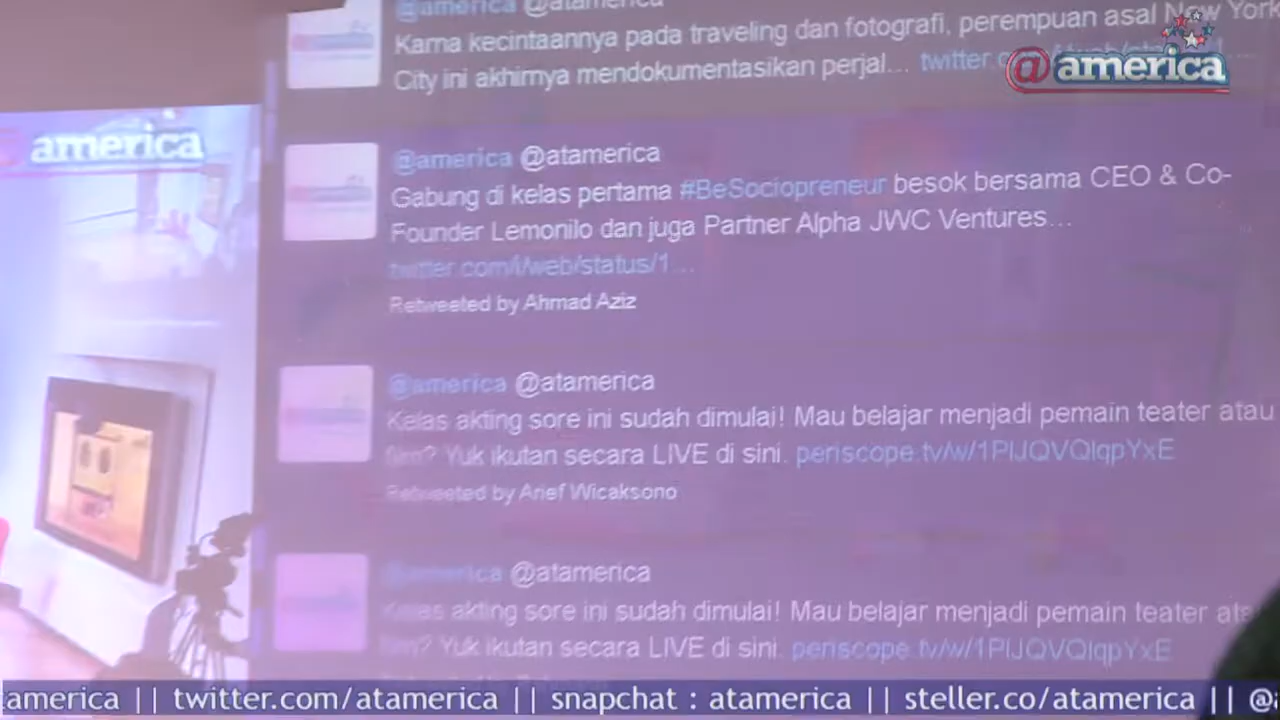 @america @atamerica
Karna kecintaannya pada traveling dan fotografi, perempuan asal New York
City ini akhirnya mendokumentasikan perjal...
@america
america
@america @atamerica
Gabung di kelas pertama #BeSociopreneur besok bersama CEO & Co-
Founder Lemonilo dan juga Partner Alpha JWC Ventures...
twitter.com/i/web/status/1...
Retweeted by Ahmad Aziz
@america @atamerica
Kelas akting sore ini sudah dimulai! Mau belajar menjadi pemain teater atau
film? Yuk ikutan secara LIVE di sini. periscope.tv/w/1PlJQVQlqpYxE
Retweeted by Arief Wicaksono
@america @atamerica
Kelas akting sore ini sudah dimulai! Mau belajar menjadi pemain teater
film? Yuk ikutan secara LIVE di sini. periscope.tv/w/1PlJQVQlqpYxE
america || twitter.com/atamerica || snapchat : atamerica || steller.co/atamerica ||